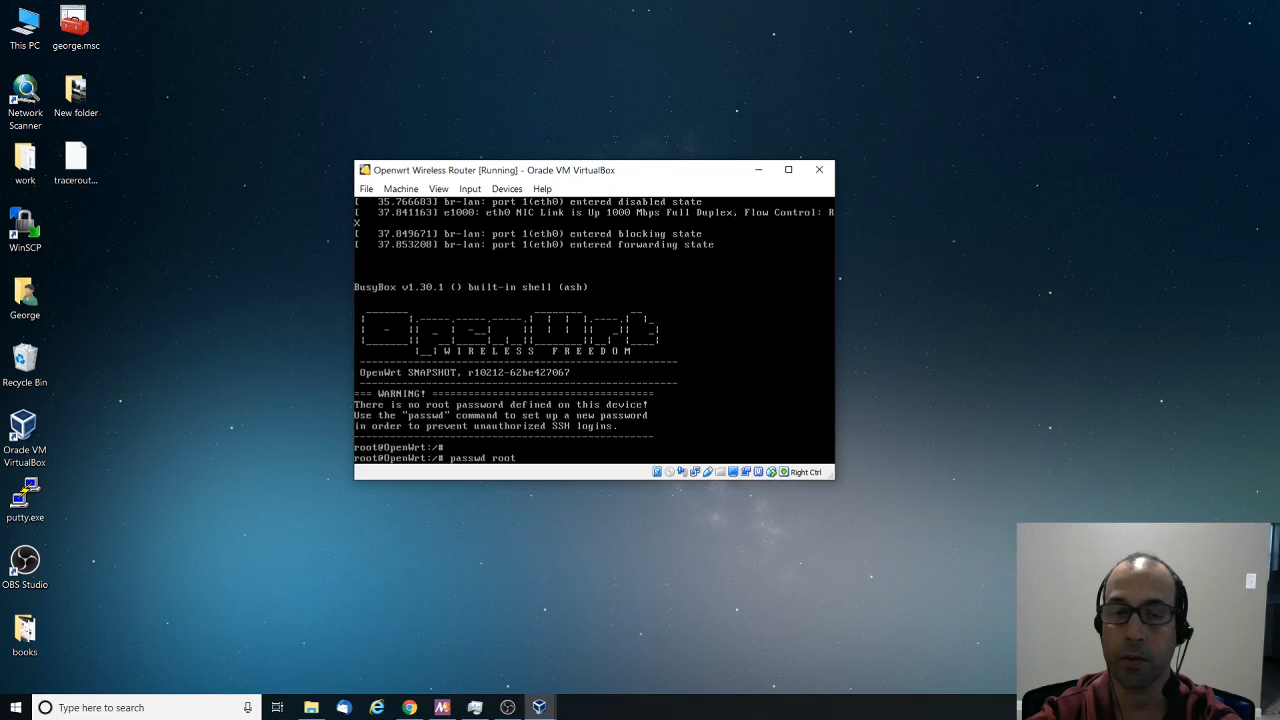 This PC
george.msc
Network
Scanner
New folder
work
tracerout...
WinSCP
George
Recycle Bin
Oracle VM
VirtualBox
putty.exe
OBS Studio
books
Openwrt Wireless Router [Running] - Oracle VM VirtualBox
File Machine View Input Devices Help
[ 35.766683] br-lan: port 1(eth0) entered disabled state
[ 37.841163] e1000: eth0 NIC Link is Up 1000 Mbps Full Duplex, Flow Control: R
X
[ 37.849671] br-lan: port 1(eth0) entered blocking state
[ 37.853208] br-lan: port 1(eth0) entered forwarding state
BusyBox v1.30.1 () built-in shell (ash)
OpenWrt
W I R E L E S S   F R E E D O M
OpenWrt SNAPSHOT, r10212-62be427067
=== WARNING! =====================================
There is no root password defined on this device!
Use the "passwd" command to set up a new password
in order to prevent unauthorized SSH logins.
root@OpenWrt:/#
root@OpenWrt:/# passwd root
Right Ctrl
Type here to search